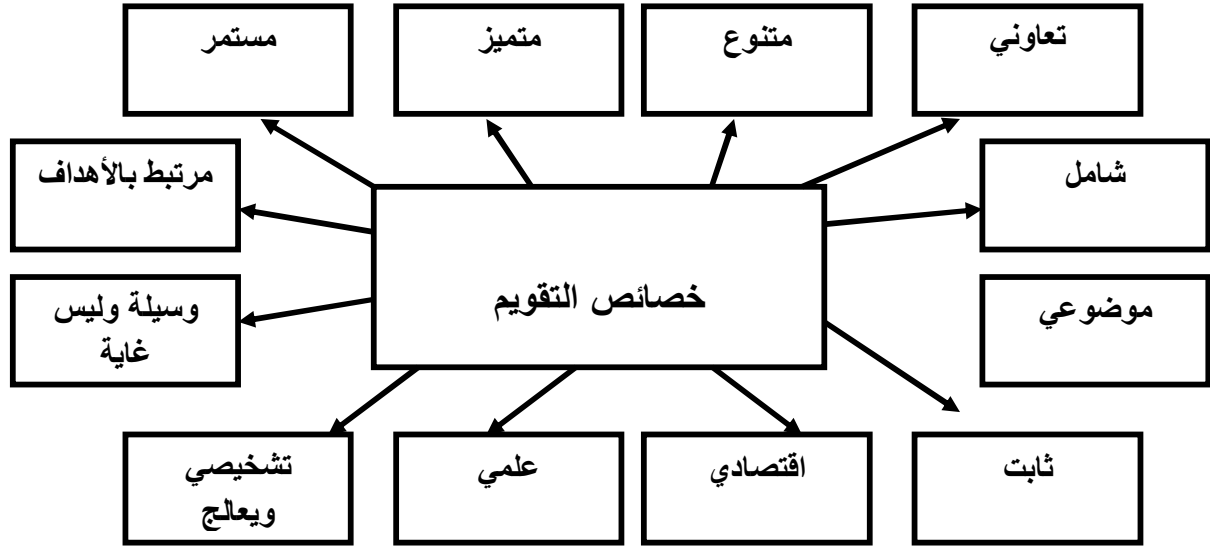 تعاوني
متنوع
متميز
مستمر
شامل
مرتبط بالأهداف
خصائص التقويم
موضوعي
وسيلة وليس
غاية
ثابت
اقتصادي
علمي
تشخيصي
ويعالج